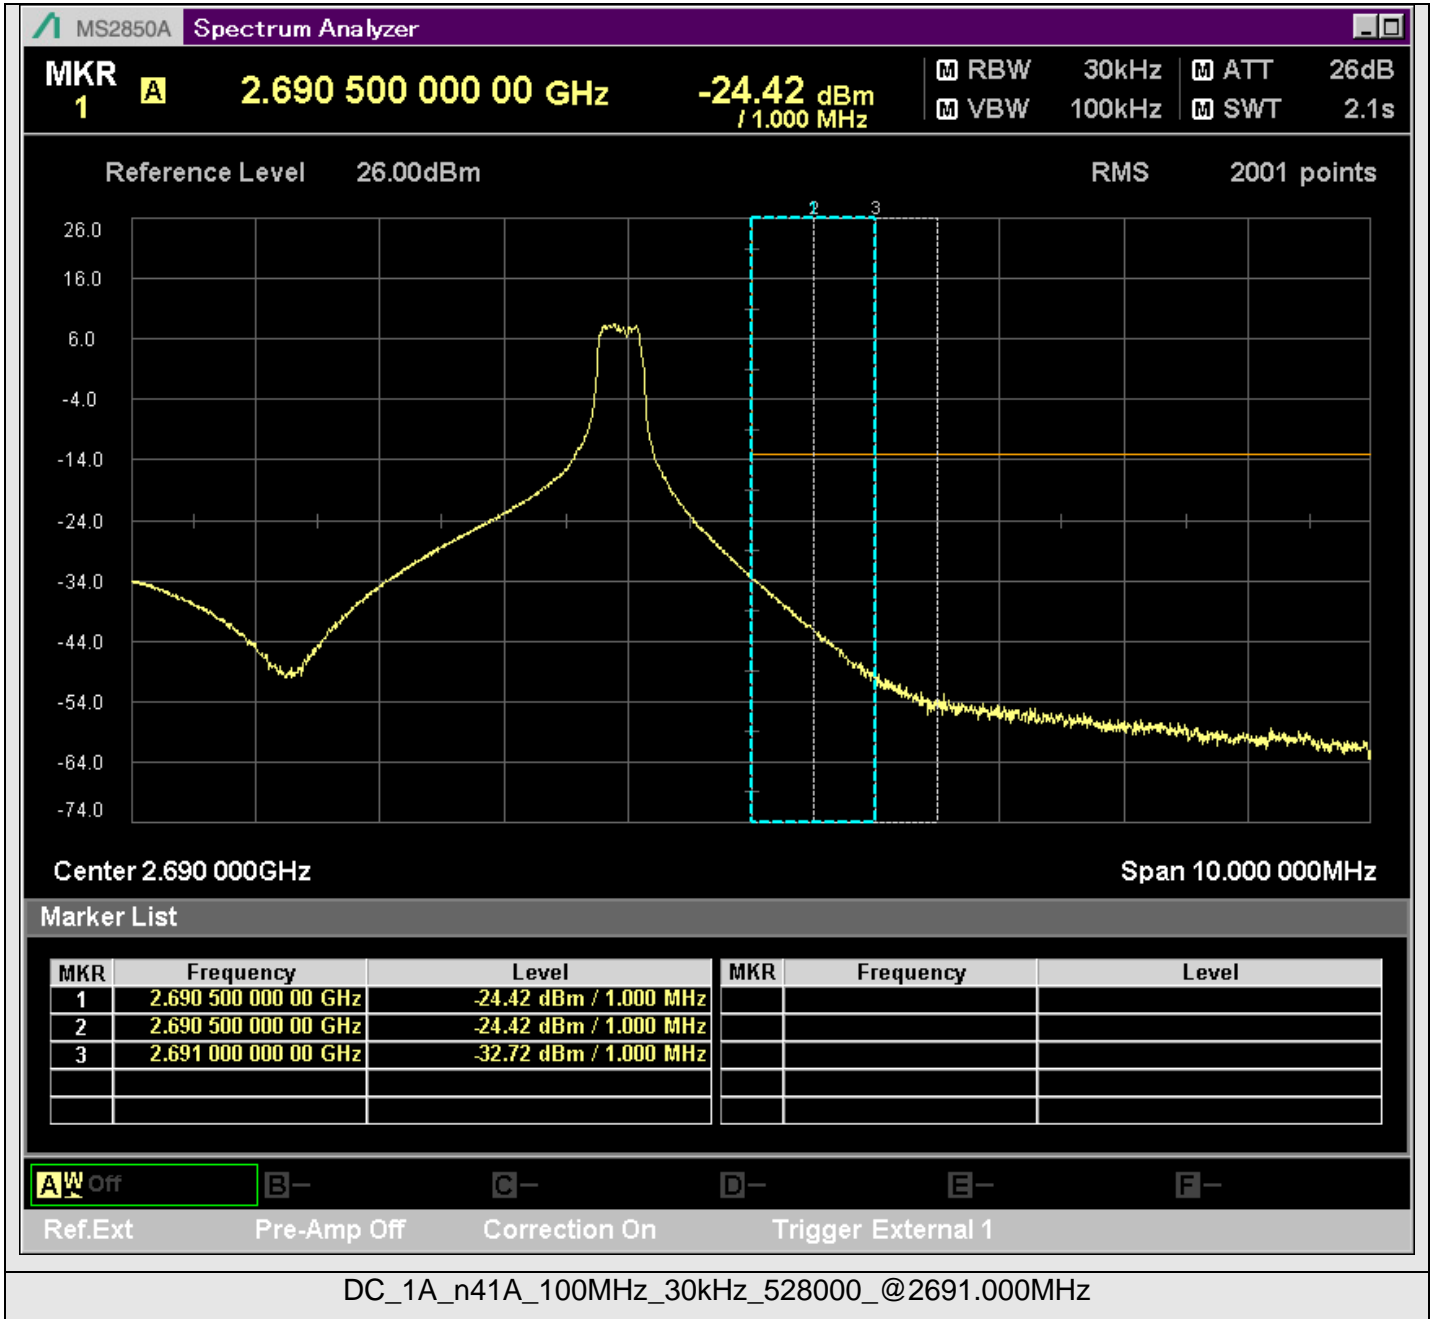 MS2850A Spectrum Analyzer
MKR 1 A 2.690 500 000 00 GHz -24.42 dBm / 1.000 MHz
M RBW 30kHz M ATT 26dB
M VBW 100kHz M SWT 2.1s
Reference Level 26.00dBm RMS 2001 points
2 3
26.0
16.0
6.0
-4.0
-14.0
-24.0
-34.0
-44.0
-54.0
-64.0
-74.0
Center 2.690 000GHz Span 10.000 000MHz
Marker List
MKR Frequency Level MKR Frequency Level
1 2.690 500 000 00 GHz -24.42 dBm / 1.000 MHz
2 2.690 500 000 00 GHz -24.42 dBm / 1.000 MHz
3 2.691 000 000 00 GHz -32.72 dBm / 1.000 MHz
A W Off B - C - D - E - F -
Ref.Ext Pre-Amp Off Correction On Trigger External 1
DC_1A_n41A_100MHz_30kHz_528000_@2691.000MHz